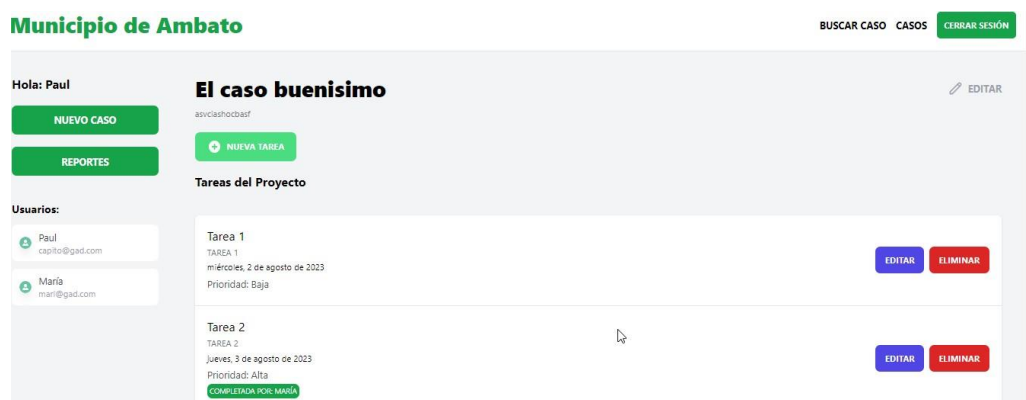 Municipio de Ambato
BUSCAR CASO CASOS CERRAR SESIÓN
Hola: Paul
NUEVO CASO
REPORTES
Usuarios:
Paul
capito@gad.com
María
mari@gad.com
El caso buenisimo
EDITAR
asvciashocbasf
NUEVA TAREA
Tareas del Proyecto
Tarea 1
TAREA 1
miércoles, 2 de agosto de 2023
Prioridad: Baja
EDITAR ELIMINAR
Tarea 2
TAREA 2
jueves, 3 de agosto de 2023
Prioridad: Alta
COMPLETADA POR: MARÍA
EDITAR ELIMINAR